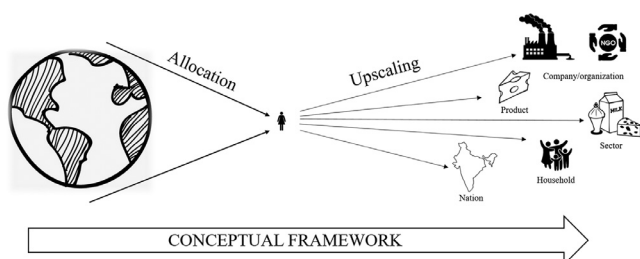 Allocation
Upscaling
NGO
Company/organization
Product
MILK
Sector
Household
Nation
CONCEPTUAL FRAMEWORK